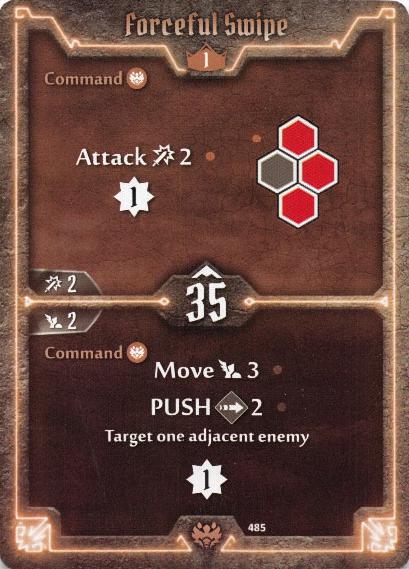 Forceful Swipe
1
Command
Attack 2
1
2
35
2
Command
Move 3
PUSH 2
Target one adjacent enemy
1
485